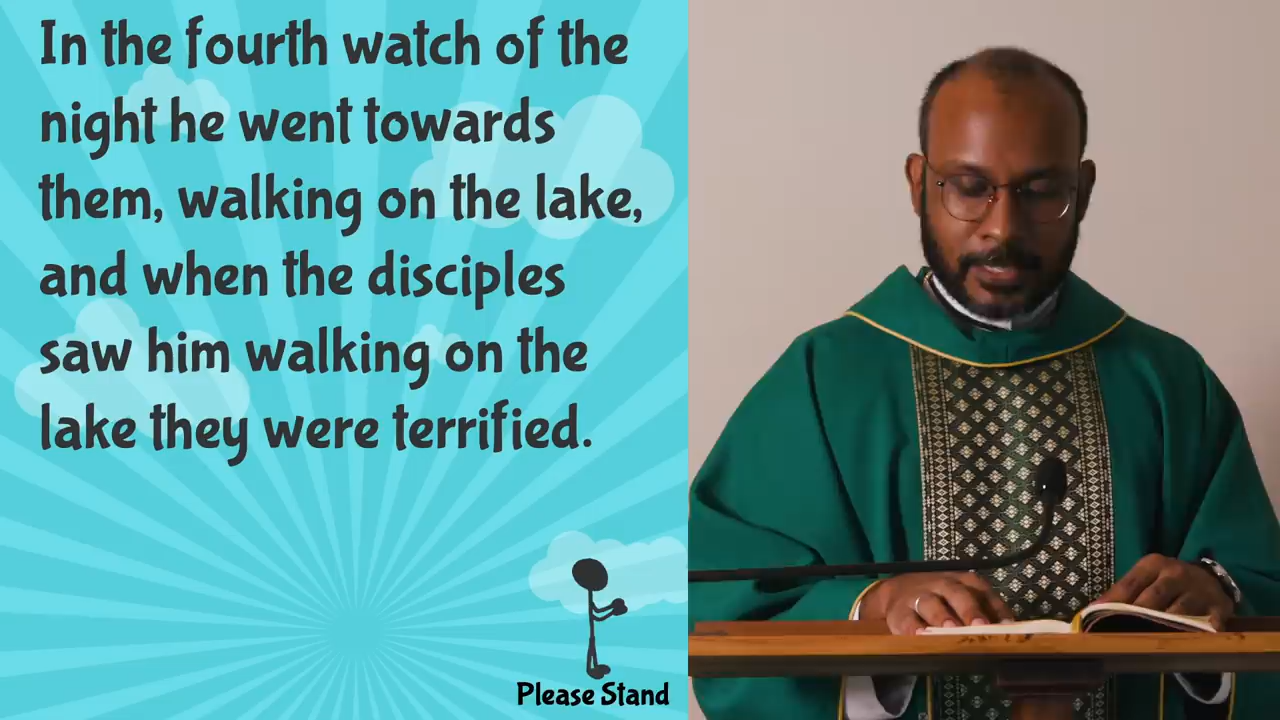 In the fourth watch of the
night he went towards
them, walking on the lake,
and when the disciples
saw him walking on the
lake they were terrified.
Please Stand